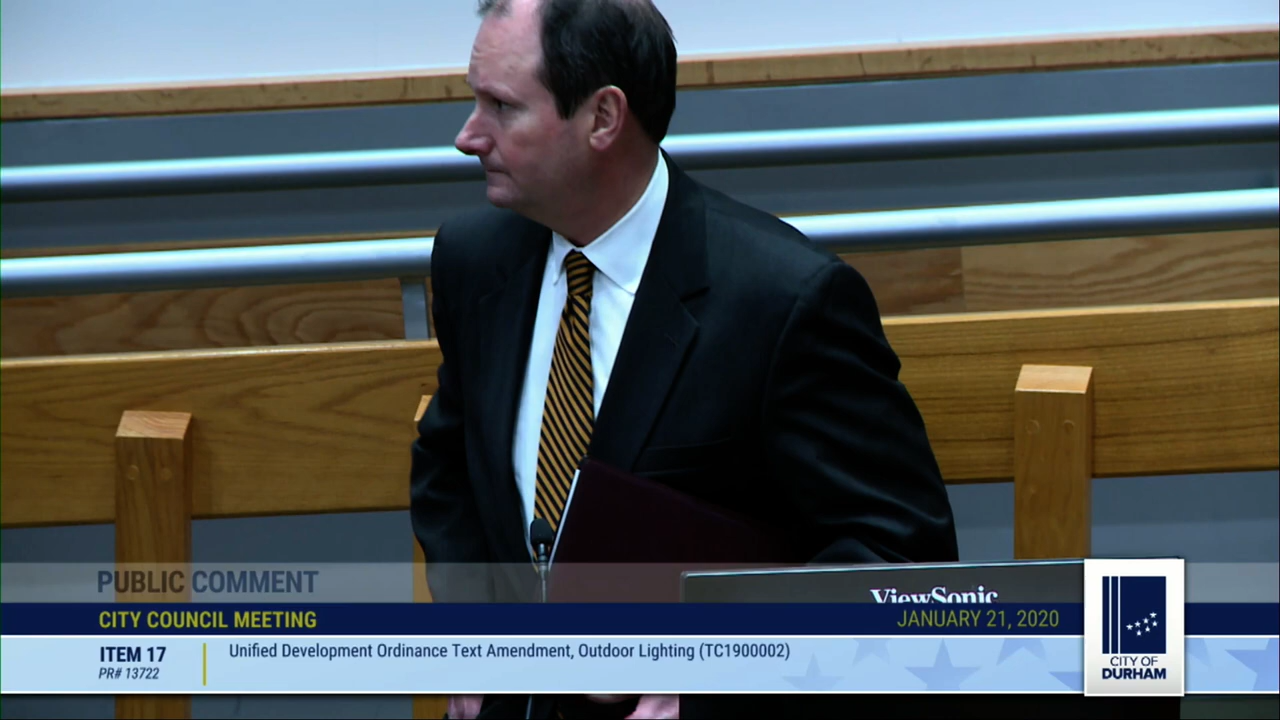 ViewSonic
PUBLIC COMMENT
CITY COUNCIL MEETING
JANUARY 21, 2020
ITEM 17
PR# 13722
Unified Development Ordinance Text Amendment, Outdoor Lighting (TC1900002)
CITY OF
DURHAM